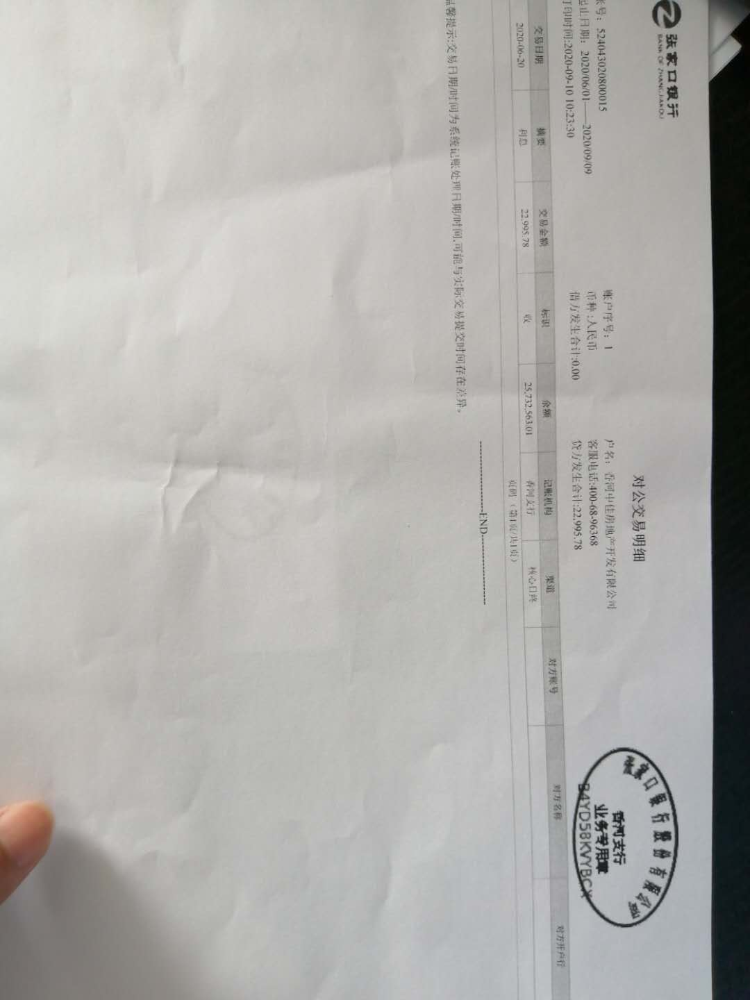 张家口银行
BANK OF ZHANGJIAKOU
对公交易明细
账号: 524043020800015 账户序号: 1 户名: 香河中佳房地产开发有限公司
起止日期: 2020/06/01——2020/09/09 币种:人民币 客服电话:400-68-96368
打印时间:2020-09-10 10:23:30 借方发生合计:0.00 贷方发生合计:22,995.78
交易日期 摘要 交易金额 标识 余额 记账机构 渠道 对方账号 对方名称 对方开户行
2020-06-20 利息 22,995.78 收 25,732,563.01 香河支行 核心日终
页码(第1页/共1页)
--------------------END--------------------
温馨提示:交易日期/时间为系统记账处理日期/时间,可能与实际交易提交时间存在差异。
张家口银行股份有限公司
香河支行
业务专用章
B4YD58KVYBCX